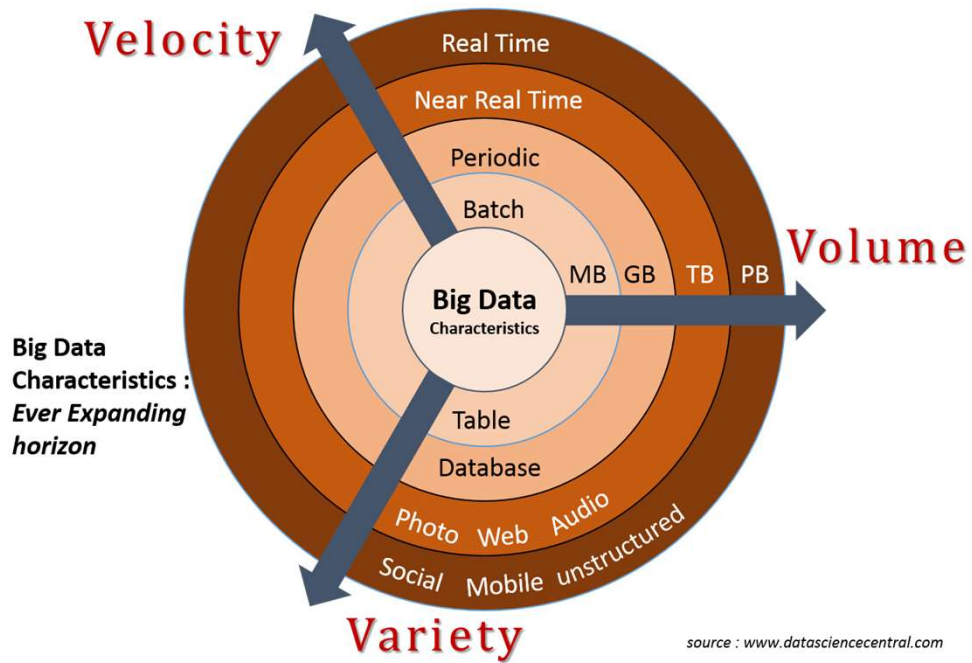 Velocity
Real Time
Near Real Time
Periodic
Batch
Volume
MB GB TB PB
Big Data
Characteristics
Big Data
Characteristics :
Ever Expanding
horizon
Table
Database
Photo Web Audio
Social Mobile unstructured
Variety
source : www.datasciencecentral.com